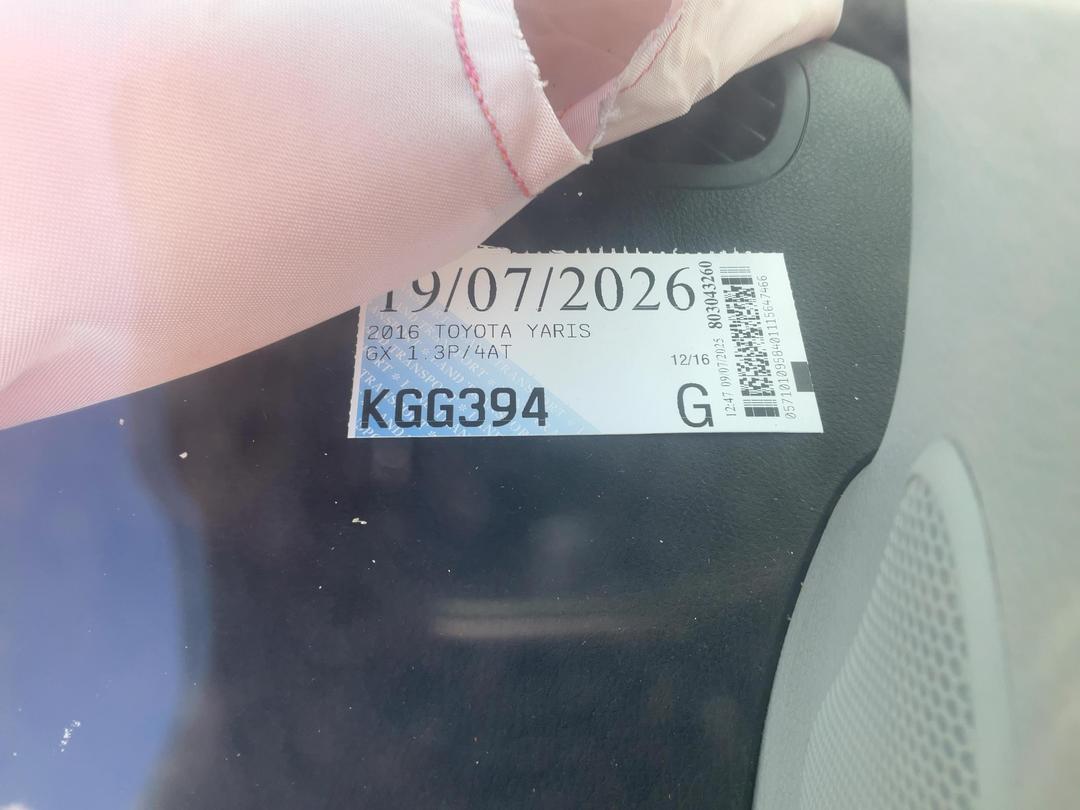 19/07/2026
2016 TOYOTA YARIS
GX 1.3P/4AT
12/16
KGG394
G
12:47 09/07/2025 803043260
0571010958401115647466